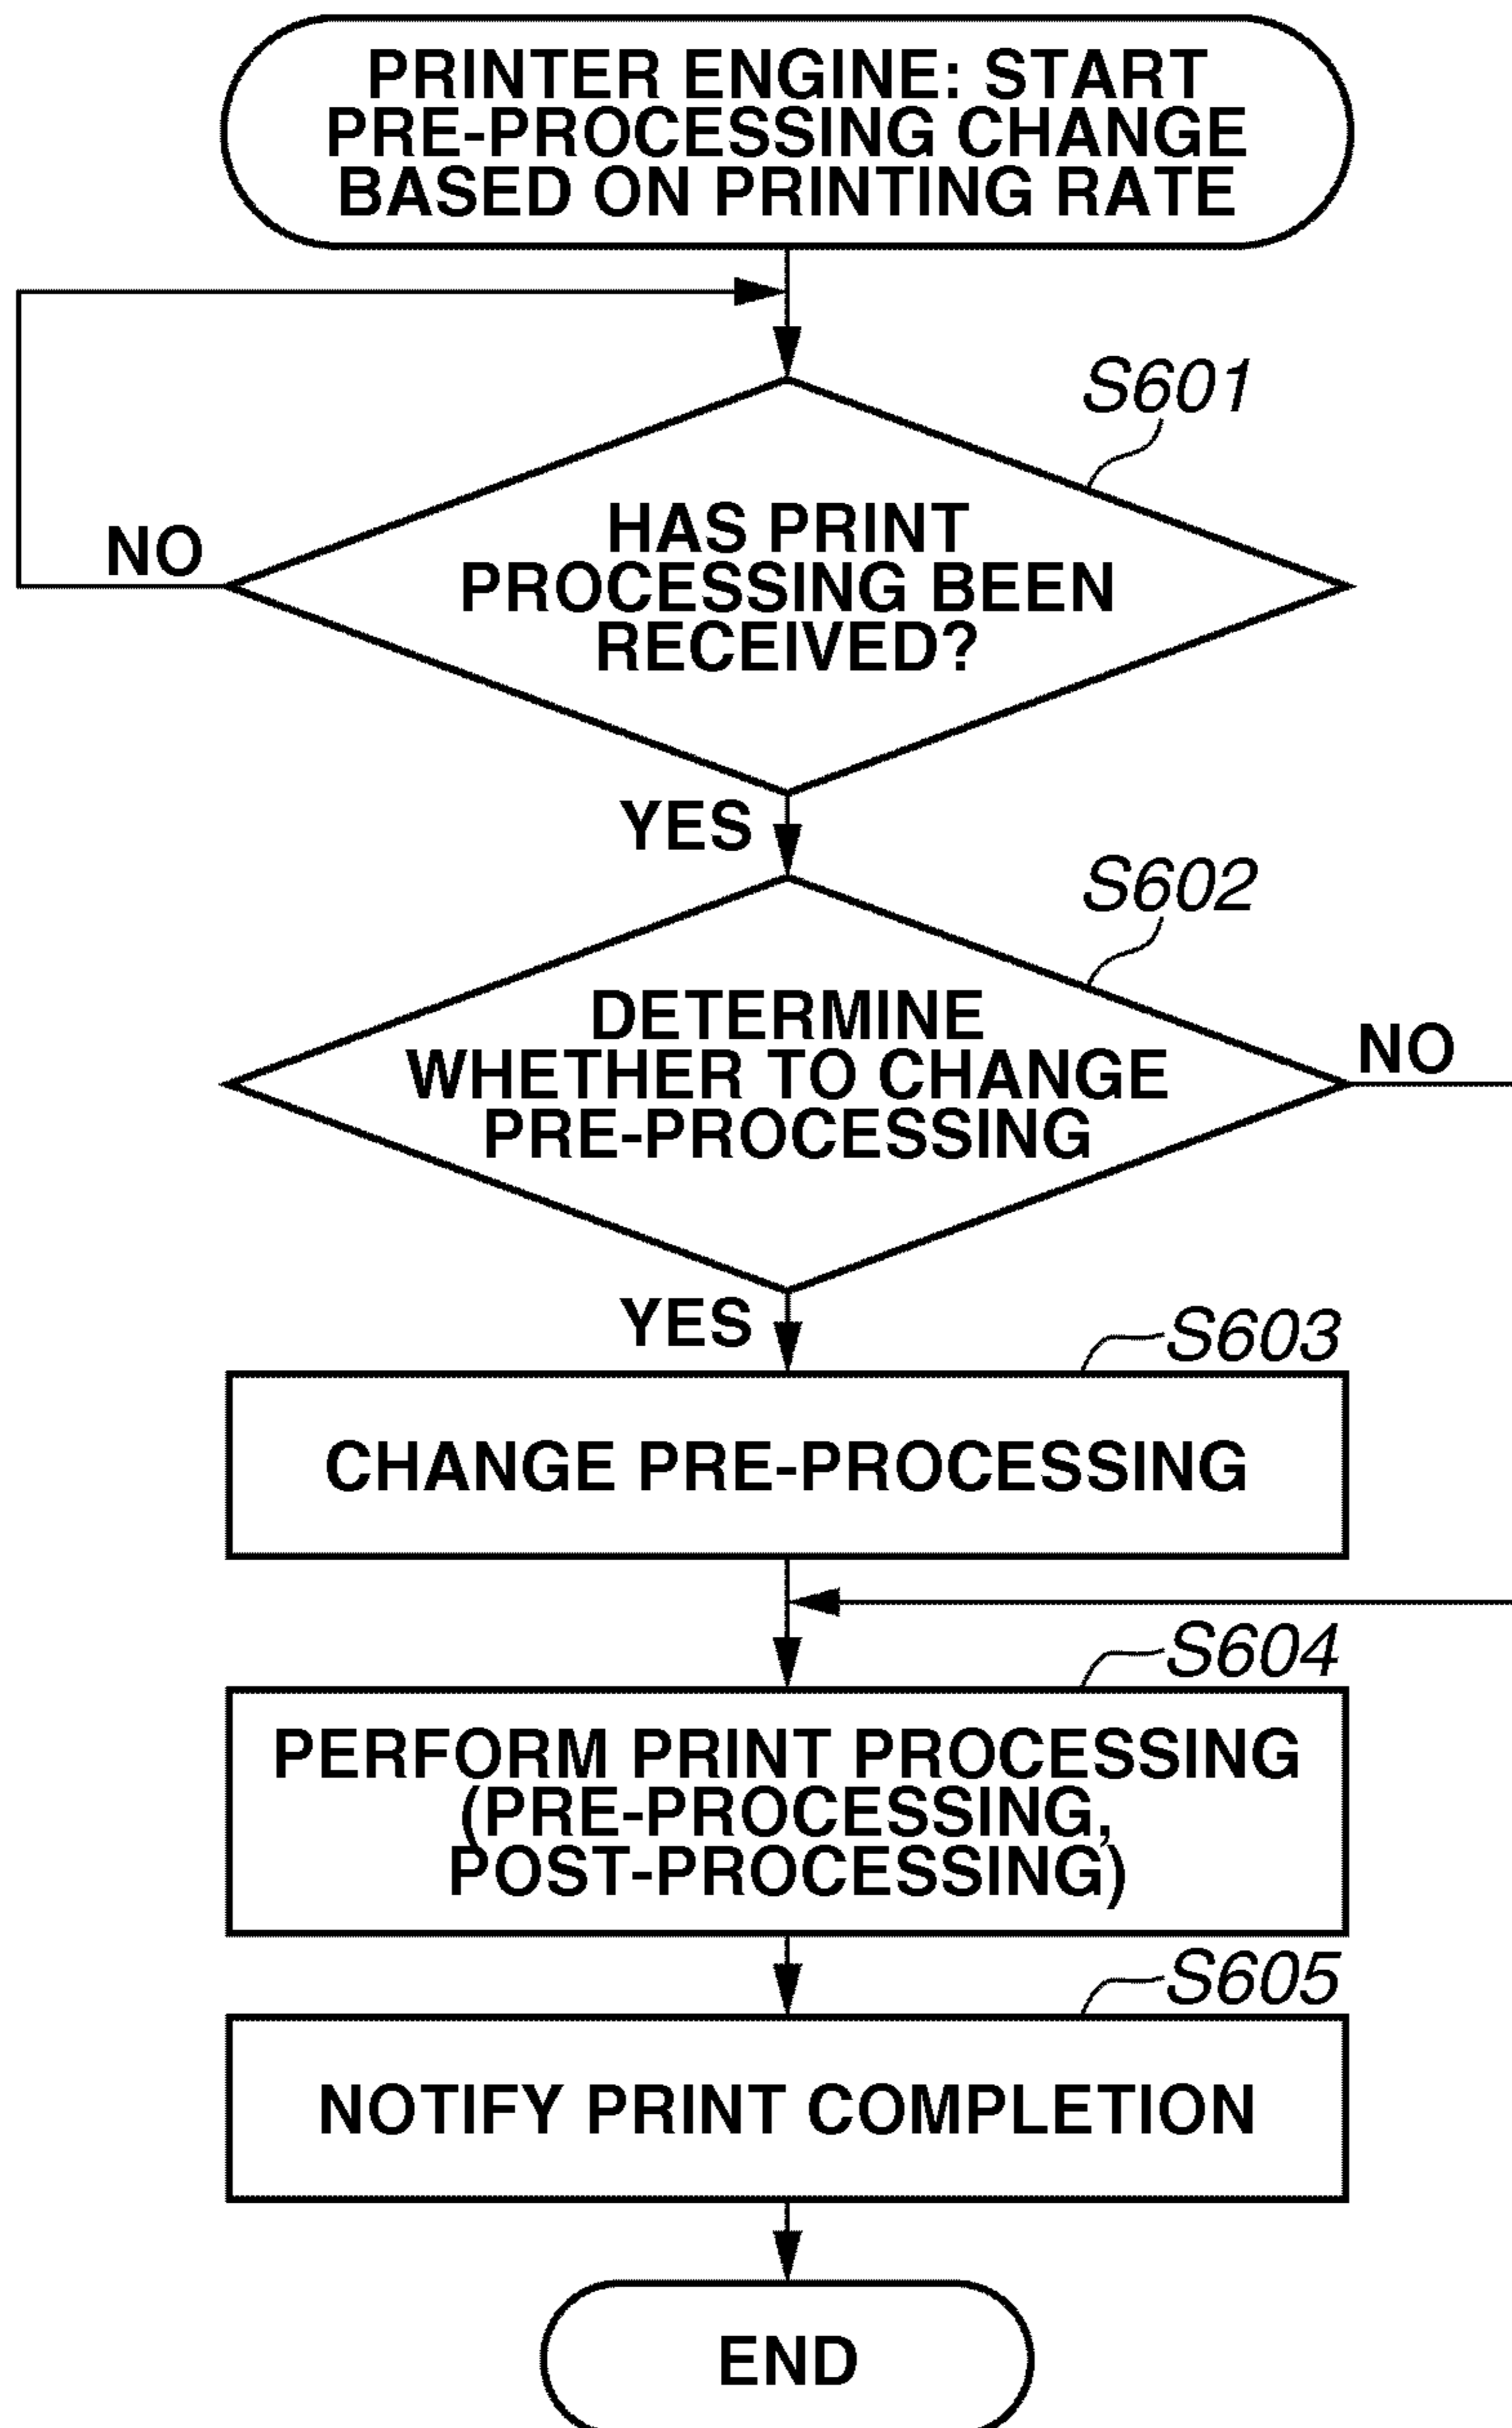 PRINTER ENGINE: START
PRE-PROCESSING CHANGE
BASED ON PRINTING RATE
S601
HAS PRINT
PROCESSING BEEN
RECEIVED?
NO
YES
S602
DETERMINE
WHETHER TO CHANGE
PRE-PROCESSING
NO
YES
S603
CHANGE PRE-PROCESSING
S604
PERFORM PRINT PROCESSING
(PRE-PROCESSING,
POST-PROCESSING)
S605
NOTIFY PRINT COMPLETION
END